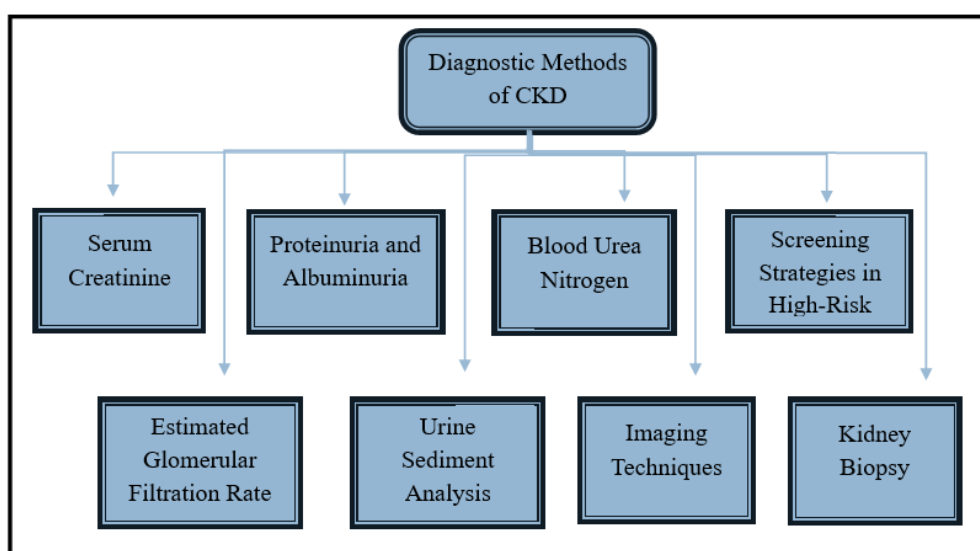 Diagnostic Methods
of CKD
Serum
Creatinine
Proteinuria and
Albuminuria
Blood Urea
Nitrogen
Screening
Strategies in
High-Risk
Estimated
Glomerular
Filtration Rate
Urine
Sediment
Analysis
Imaging
Techniques
Kidney
Biopsy